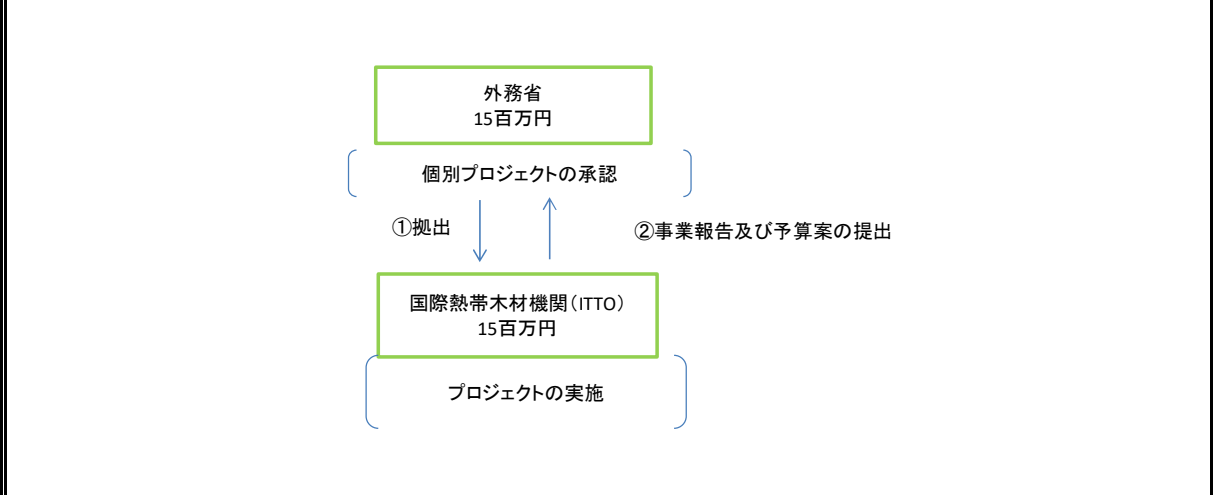 外務省
15百万円
個別プロジェクトの承認
①拠出
②事業報告及び予算案の提出
国際熱帯木材機関（ITTO）
15百万円
プロジェクトの実施